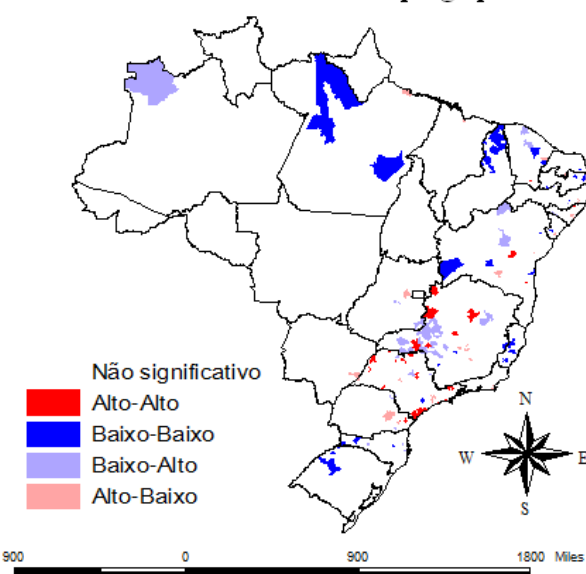 Não significativo
Alto-Alto
Baixo-Baixo
Baixo-Alto
Alto-Baixo
N
W E
S
900 0 900 1800 Miles